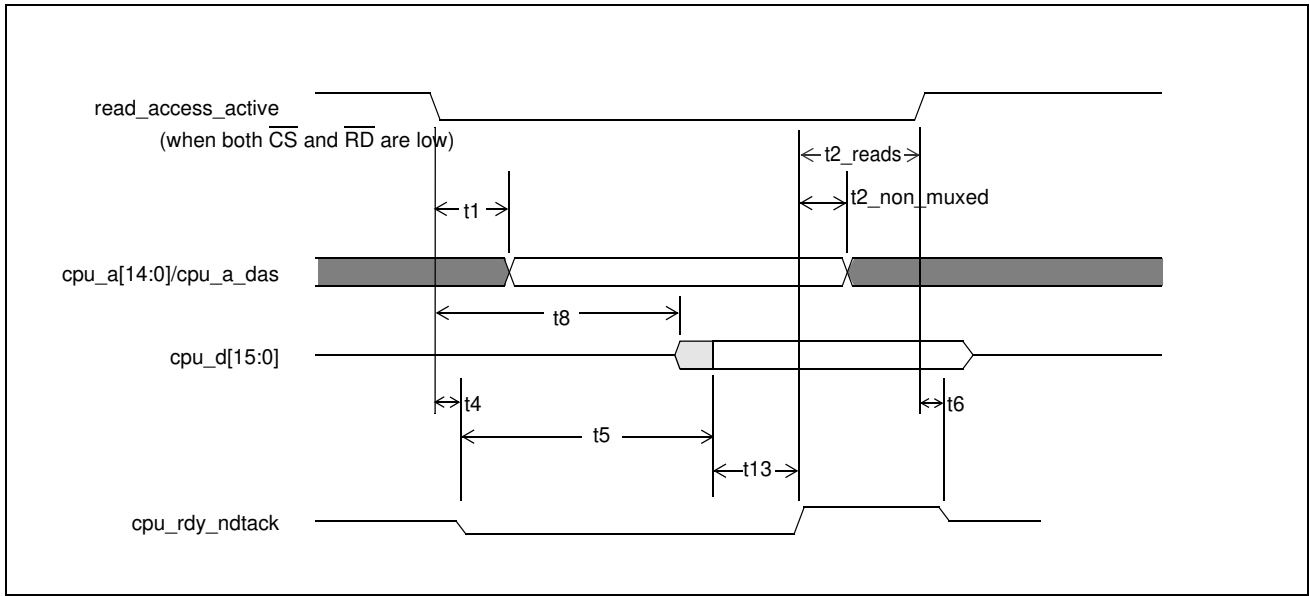 read_access_active
(when both CS and RD are low)
t2_reads
t2_non_muxed
t1
cpu_a[14:0]/cpu_a_das
t8
cpu_d[15:0]
t4
t6
t5
t13
cpu_rdy_ndtack